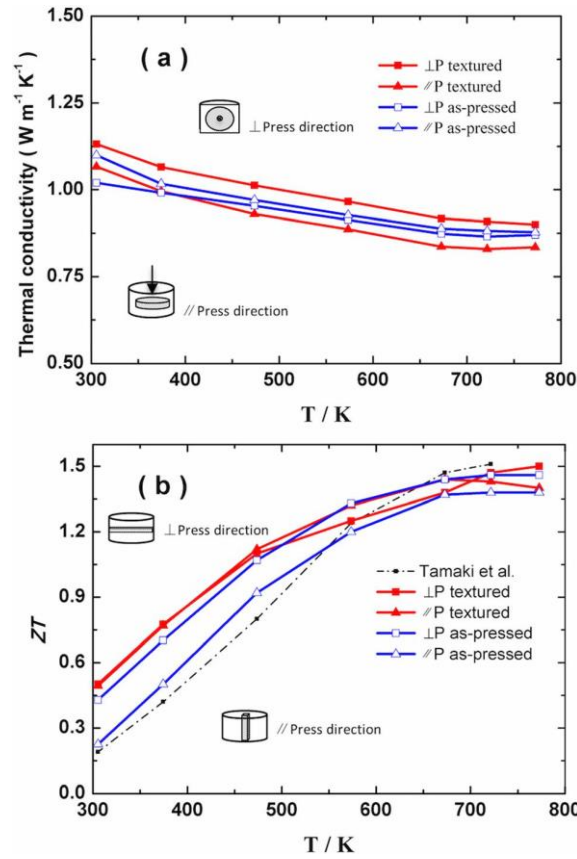 1.50
( a )
⊥P textured
//P textured
⊥P as-pressed
//P as-pressed
1.25
⊥Press direction
1.00
0.75
//Press direction
0.50
300 400 500 600 700 800
Thermal conductivity ( W m⁻¹ K⁻¹ )
T / K
1.5
( b )
⊥Press direction
1.2
Tamaki et al.
⊥P textured
//P textured
⊥P as-pressed
//P as-pressed
0.9
0.6
0.3
//Press direction
0.0
300 400 500 600 700 800
ZT
T / K